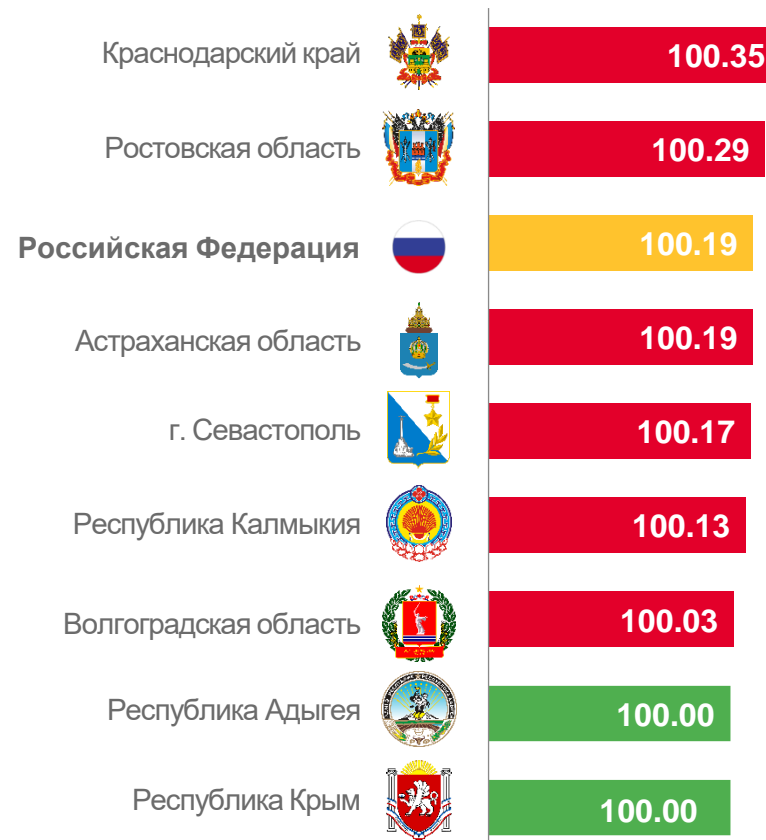 Краснодарский край 100.35
Ростовская область 100.29
Российская Федерация 100.19
Астраханская область 100.19
г. Севастополь 100.17
Республика Калмыкия 100.13
Волгоградская область 100.03
Республика Адыгея 100.00
Республика Крым 100.00